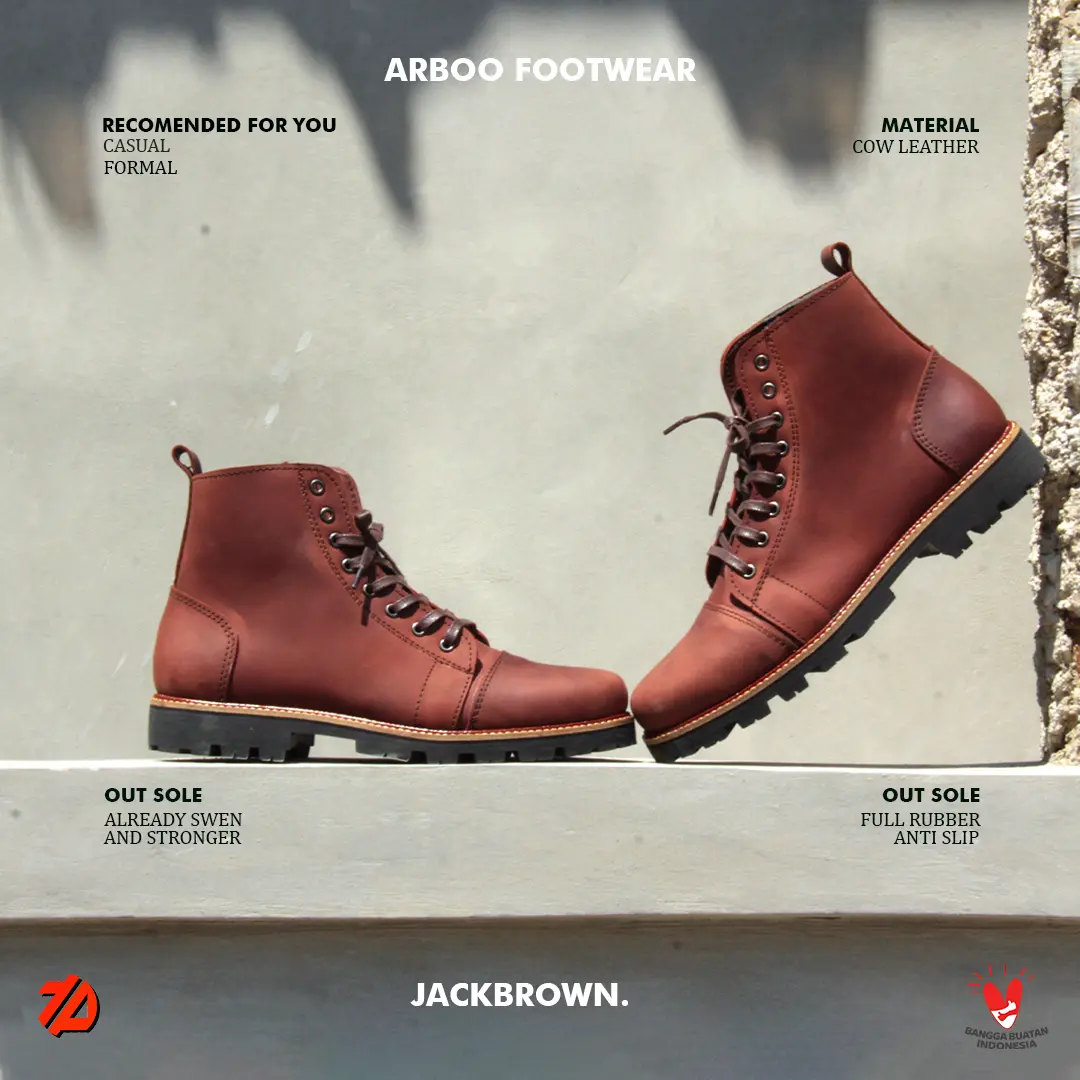 ARBOO FOOTWEAR
RECOMENDED FOR YOU
CASUAL
FORMAL
MATERIAL
COW LEATHER
OUT SOLE
ALREADY SWEN
AND STRONGER
OUT SOLE
FULL RUBBER
ANTI SLIP
JACKBROWN.
BANGGA BUATAN
INDONESIA